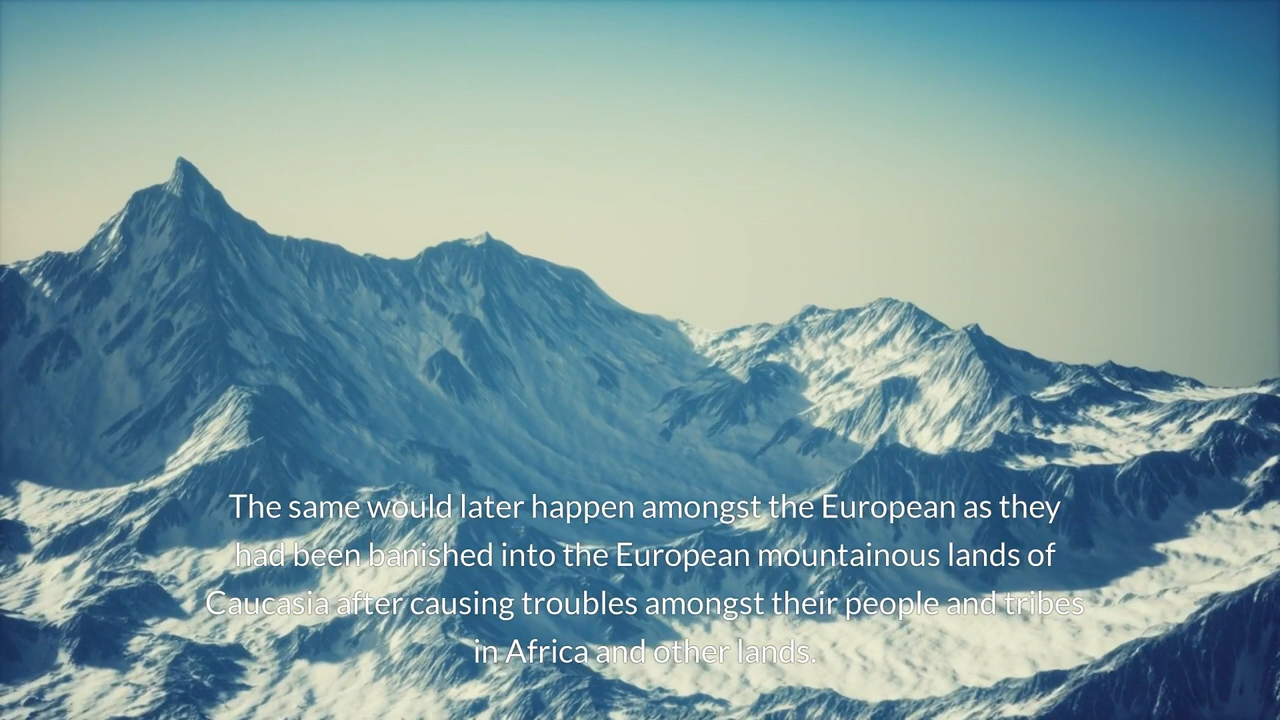 The same would later happen amongst the European as they
had been banished into the European mountainous lands of
Caucasia after causing troubles amongst their people and tribes
in Africa and other lands.